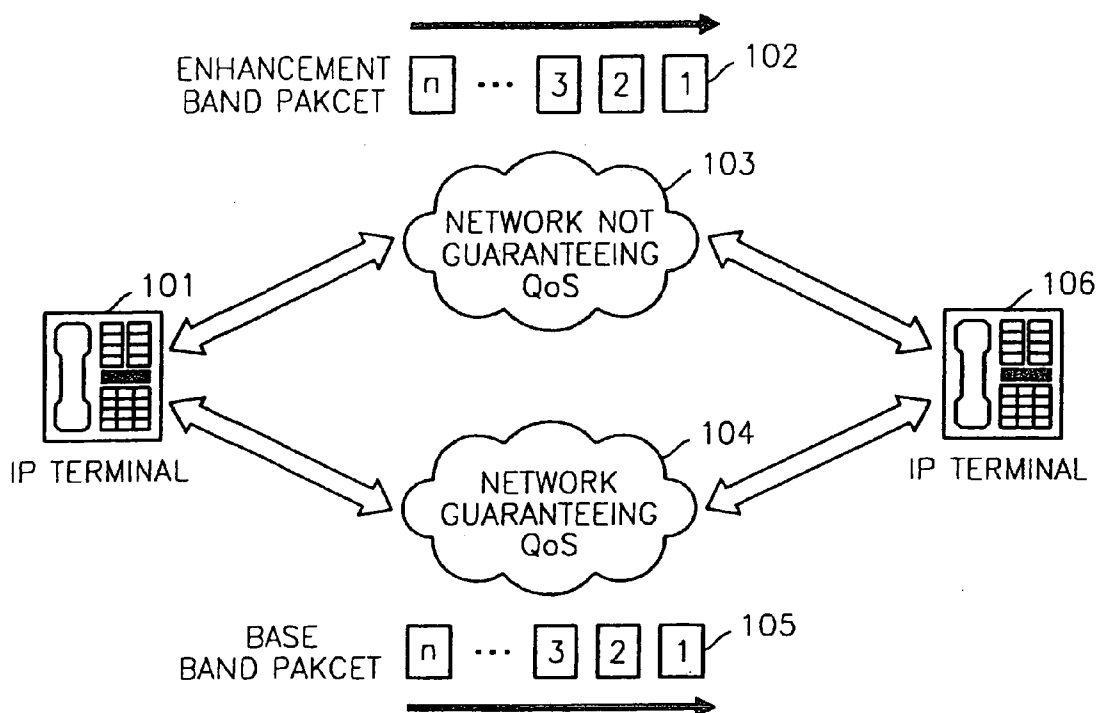 ENHANCEMENT
BAND PAKCET
n ... 3 2 1
102
103
NETWORK NOT
GUARANTEEING
QoS
101
106
IP TERMINAL
IP TERMINAL
104
NETWORK
GUARANTEEING
QoS
BASE
BAND PAKCET
n ... 3 2 1
105